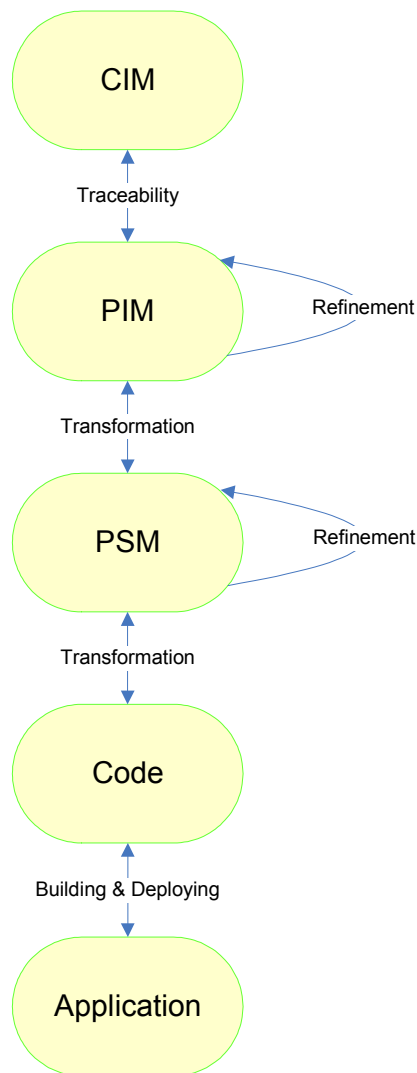 CIM
Traceability
PIM
Refinement
Transformation
PSM
Refinement
Transformation
Code
Building & Deploying
Application